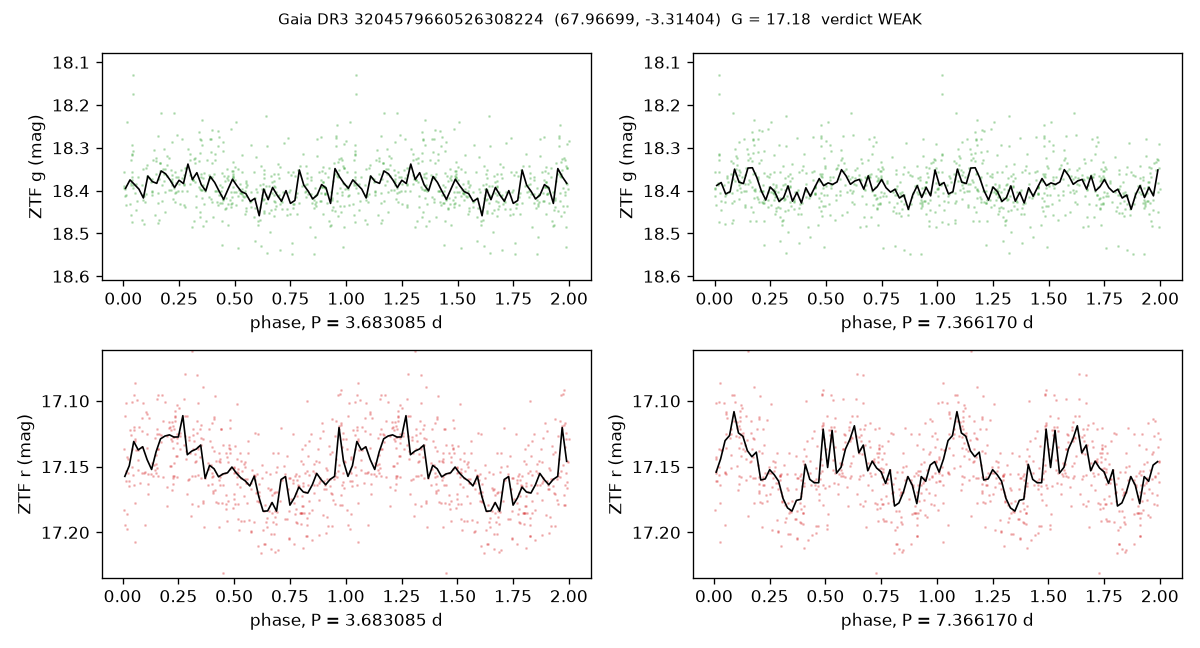 Gaia DR3 3204579660526308224 (67.96699, -3.31404) G = 17.18 verdict WEAK
18.1
18.2
18.3
18.4
18.5
18.6
ZTF g (mag)
0.00 0.25 0.50 0.75 1.00 1.25 1.50 1.75 2.00
phase, P = 3.683085 d
18.1
18.2
18.3
18.4
18.5
18.6
ZTF g (mag)
0.00 0.25 0.50 0.75 1.00 1.25 1.50 1.75 2.00
phase, P = 7.366170 d
17.10
17.15
17.20
ZTF r (mag)
0.00 0.25 0.50 0.75 1.00 1.25 1.50 1.75 2.00
phase, P = 3.683085 d
17.10
17.15
17.20
ZTF r (mag)
0.00 0.25 0.50 0.75 1.00 1.25 1.50 1.75 2.00
phase, P = 7.366170 d